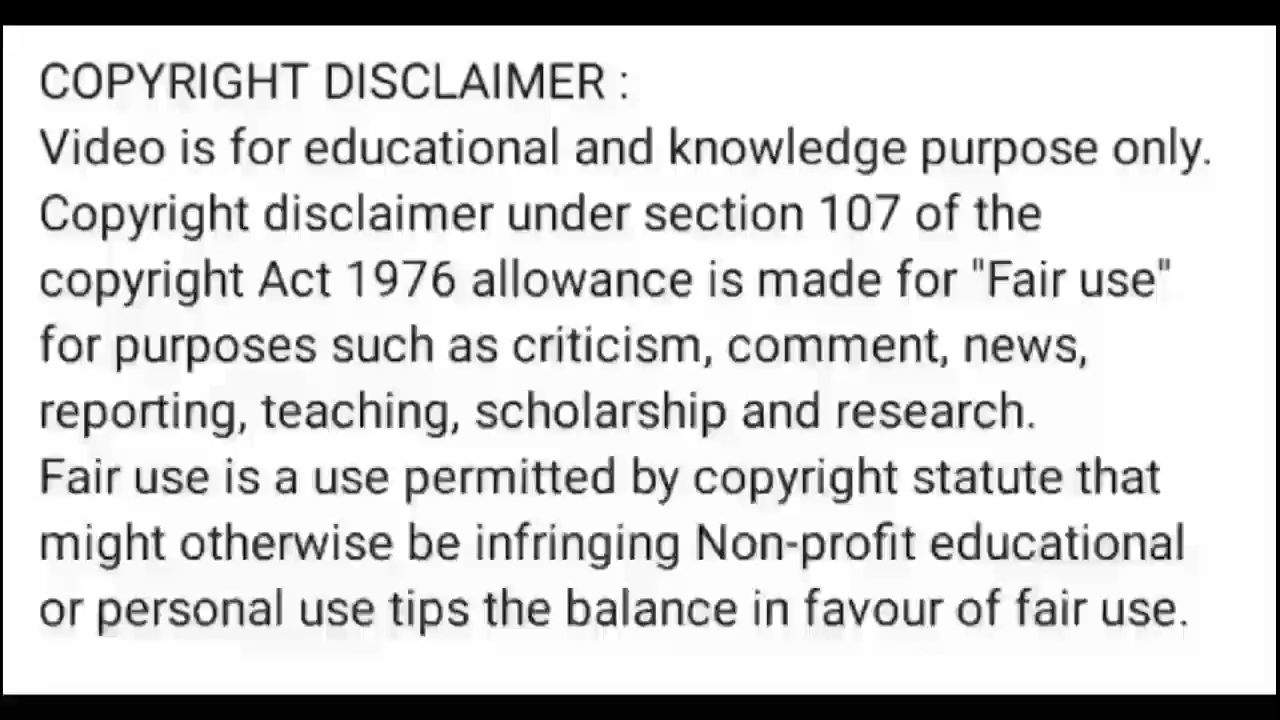 COPYRIGHT DISCLAIMER :
Video is for educational and knowledge purpose only.
Copyright disclaimer under section 107 of the
copyright Act 1976 allowance is made for "Fair use"
for purposes such as criticism, comment, news,
reporting, teaching, scholarship and research.
Fair use is a use permitted by copyright statute that
might otherwise be infringing Non-profit educational
or personal use tips the balance in favour of fair use.